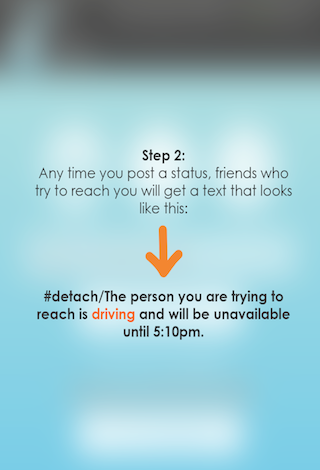 Step 2:
Any time you post a status, friends who
try to reach you will get a text that looks
like this:
#detach/The person you are trying to
reach is driving and will be unavailable
until 5:10pm.